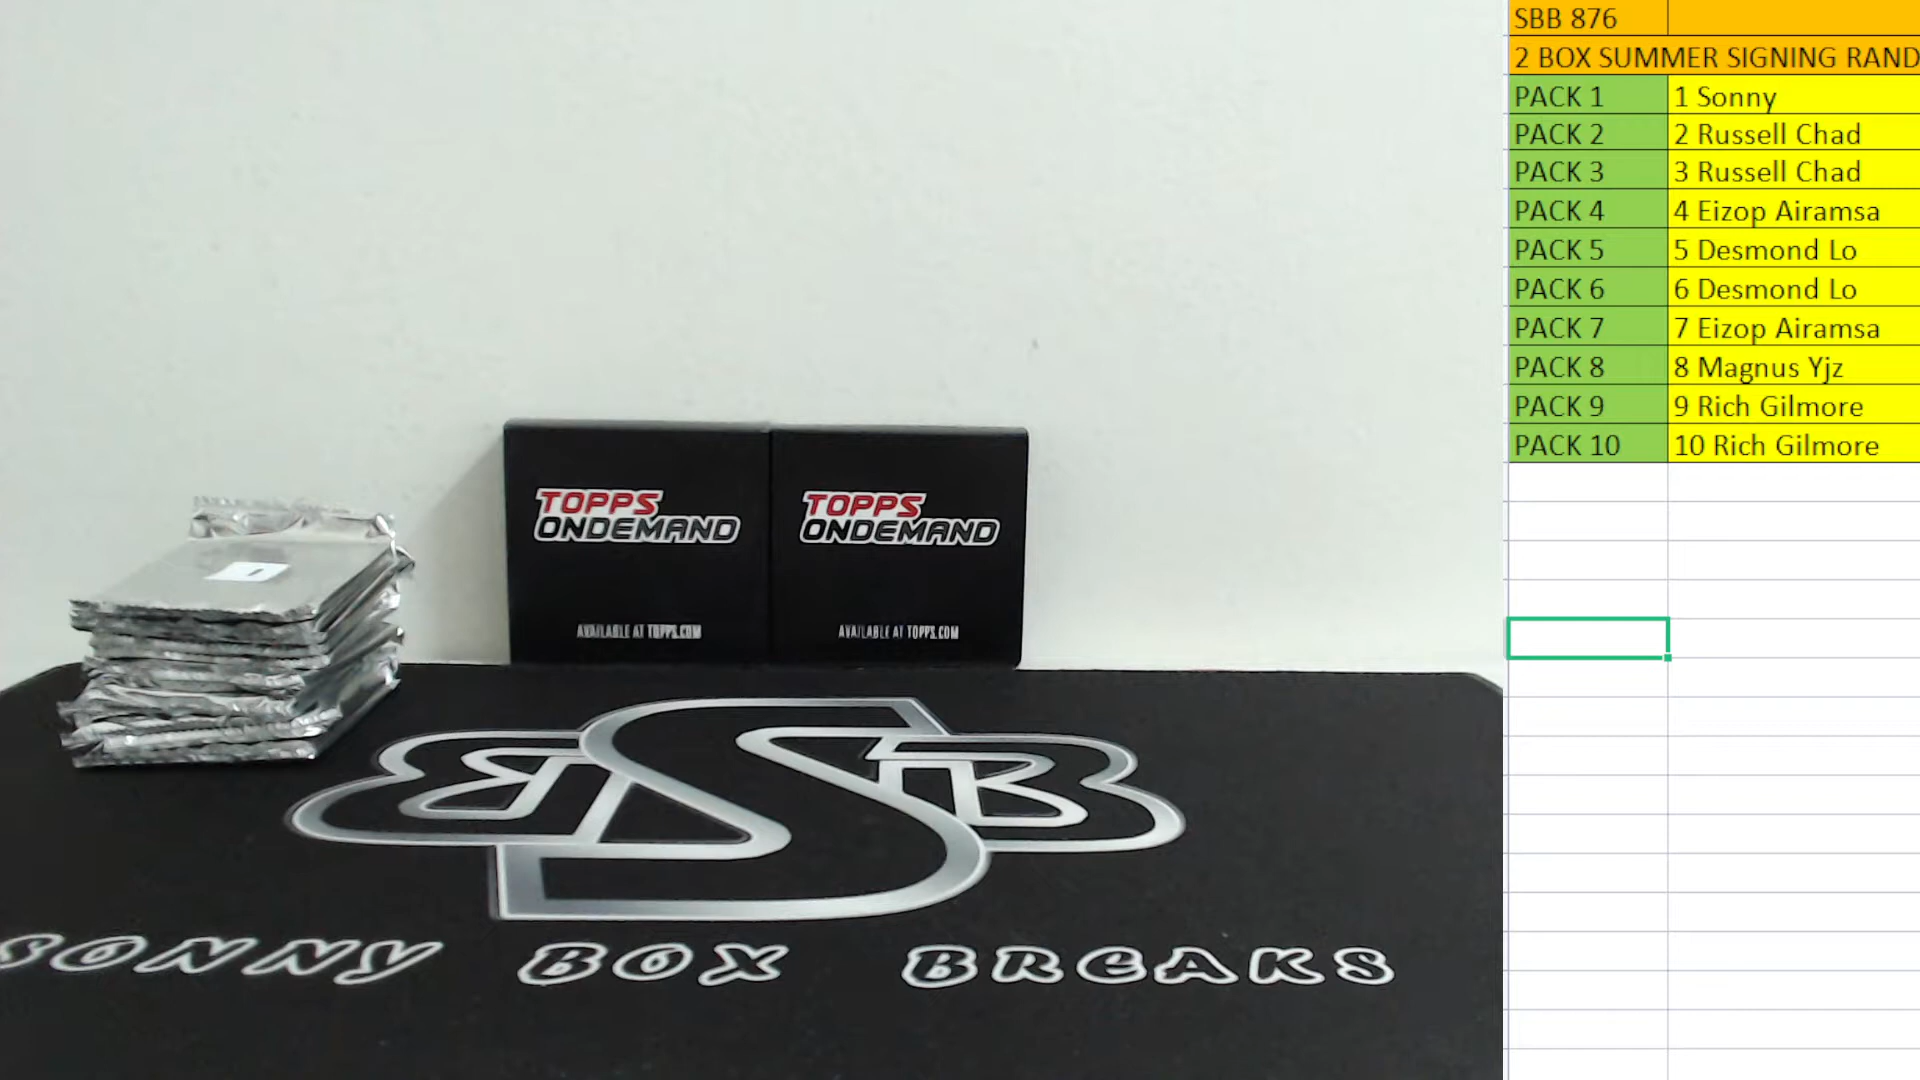 SBB 876
2 BOX SUMMER SIGNING RAND
PACK 1 1 Sonny
PACK 2 2 Russell Chad
PACK 3 3 Russell Chad
PACK 4 4 Eizop Airamsa
PACK 5 5 Desmond Lo
PACK 6 6 Desmond Lo
PACK 7 7 Eizop Airamsa
PACK 8 8 Magnus Yjz
PACK 9 9 Rich Gilmore
PACK 10 10 Rich Gilmore
TOPPS
ONDEMAND
AVAILABLE AT TOPPS.COM
TOPPS
ONDEMAND
AVAILABLE AT TOPPS.COM
1
BSB
SONNY BOX BREAKS